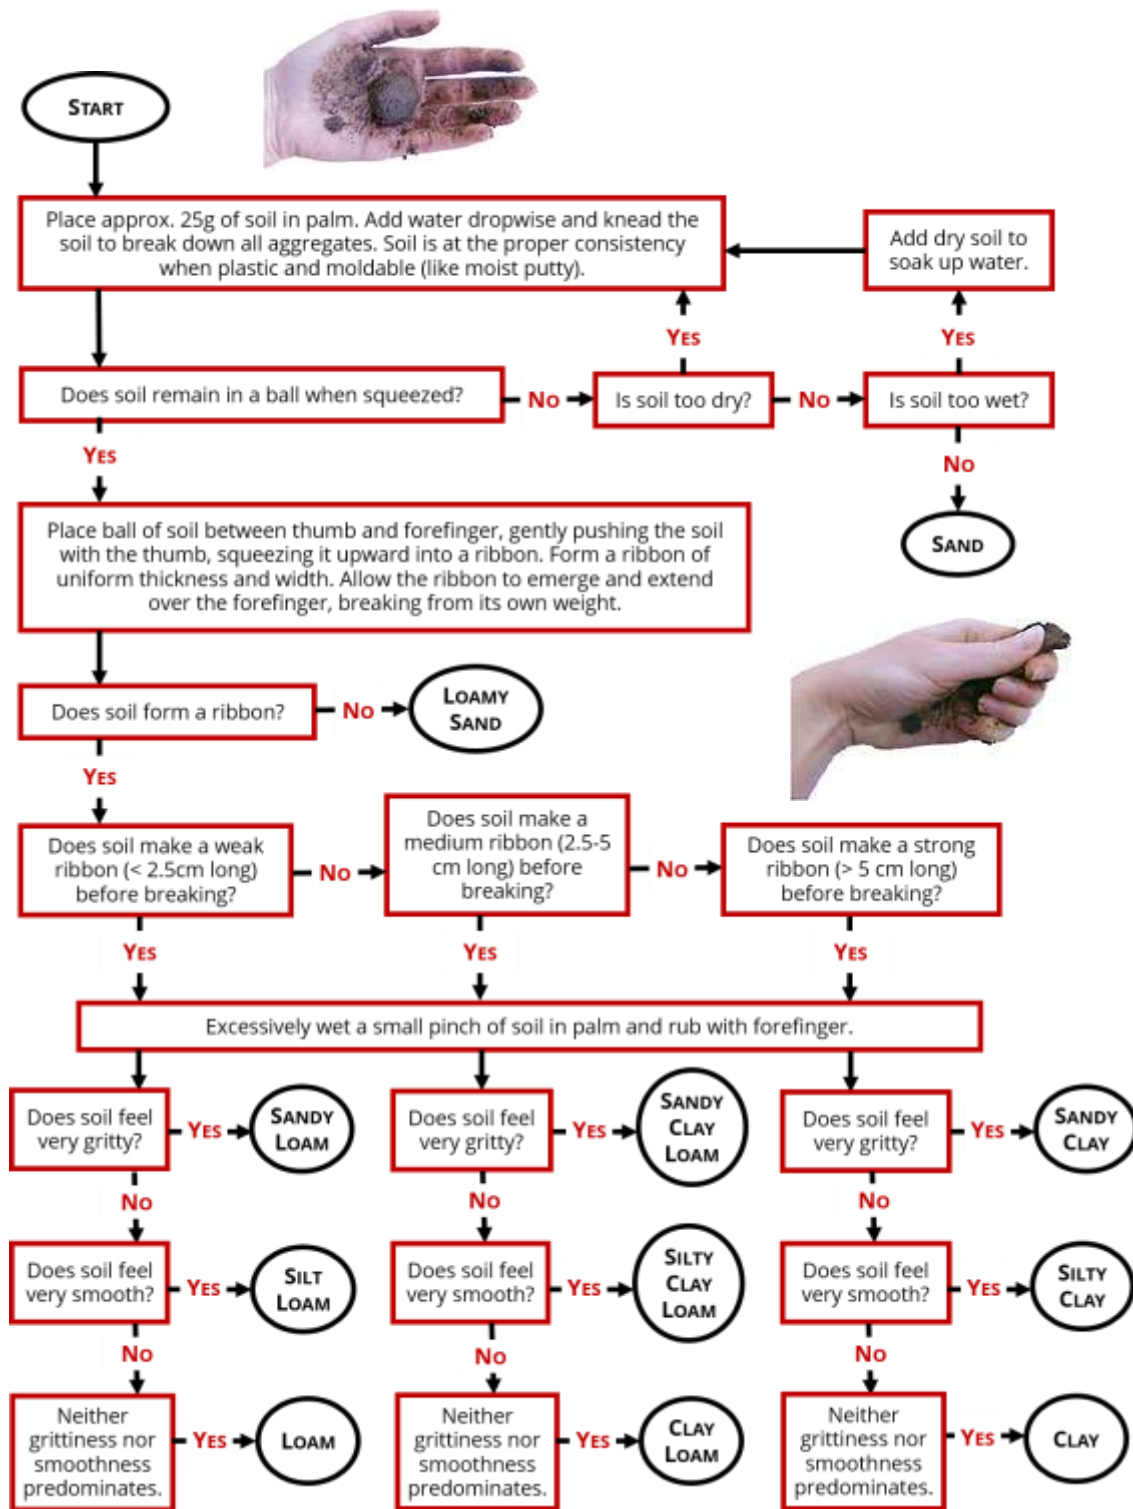 START
Place approx. 25g of soil in palm. Add water dropwise and knead the
soil to break down all aggregates. Soil is at the proper consistency
when plastic and moldable (like moist putty).
Add dry soil to
soak up water.
YES
YES
Does soil remain in a ball when squeezed?
NO
Is soil too dry?
NO
Is soil too wet?
YES
NO
SAND
Place ball of soil between thumb and forefinger, gently pushing the soil
with the thumb, squeezing it upward into a ribbon. Form a ribbon of
uniform thickness and width. Allow the ribbon to emerge and extend
over the forefinger, breaking from its own weight.
Does soil form a ribbon?
NO
LOAMY
SAND
YES
Does soil make a weak
ribbon (< 2.5cm long)
before breaking?
NO
Does soil make a
medium ribbon (2.5-5
cm long) before
breaking?
NO
Does soil make a strong
ribbon (> 5 cm long)
before breaking?
YES
YES
YES
Excessively wet a small pinch of soil in palm and rub with forefinger.
Does soil feel
very gritty?
YES
SANDY
LOAM
Does soil feel
very gritty?
YES
SANDY
CLAY
LOAM
Does soil feel
very gritty?
YES
SANDY
CLAY
NO
NO
NO
Does soil feel
very smooth?
YES
SILT
LOAM
Does soil feel
very smooth?
YES
SILTY
CLAY
LOAM
Does soil feel
very smooth?
YES
SILTY
CLAY
NO
NO
NO
Neither
grittiness nor
smoothness
predominates.
YES
LOAM
Neither
grittiness nor
smoothness
predominates.
YES
CLAY
LOAM
Neither
grittiness nor
smoothness
predominates.
YES
CLAY